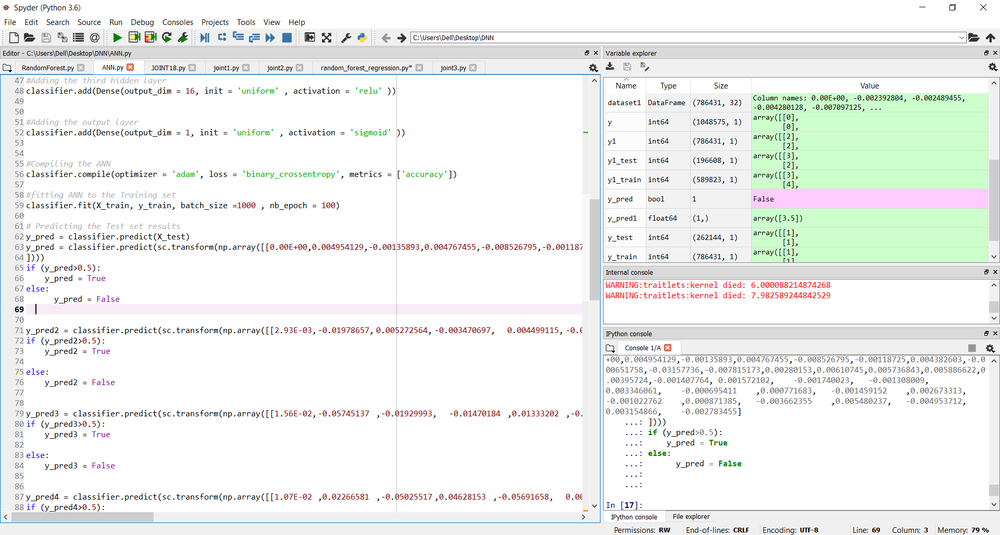 Spyder (Python 3.6)
File Edit Search Source Run Debug Consoles Projects Tools View Help
C:\Users\Dell\Desktop\DNN
Editor - C:\Users\Dell\Desktop\DNN\ANN.py
RandomForest.py ANN.py JOINT18.py joint1.py joint2.py random_forest_regression.py* joint3.py
47 #Adding the third hidden layer
48 classifier.add(Dense(output_dim = 16, init = 'uniform' , activation = 'relu' ))
49
50
51 #Adding the output layer
52 classifier.add(Dense(output_dim = 1, init = 'uniform' , activation = 'sigmoid' ))
53
54
55 #Compiling the ANN
56 classifier.compile(optimizer = 'adam', loss = 'binary_crossentropy', metrics = ['accuracy'])
57
58 #fitting ANN to the Training set
59 classifier.fit(X_train, y_train, batch_size =1000 , nb_epoch = 100)
60
61 # Predicting the Test set results
62 y_pred = classifier.predict(X_test)
63 y_pred = classifier.predict(sc.transform(np.array([[0.00E+00,0.004954129,-0.00135893,0.004767455,-0.008526795,-0.001187
64 ])))
65 if (y_pred>0.5):
66     y_pred = True
67 else:
68       y_pred = False
69
70
71 y_pred2 = classifier.predict(sc.transform(np.array([[2.93E-03,-0.01978657,0.005272564,-0.003470697,   0.004499115,-0.0
72 if (y_pred2>0.5):
73     y_pred2 = True
74
75 else:
76     y_pred2 = False
77
78
79 y_pred3 = classifier.predict(sc.transform(np.array([[1.56E-02,-0.05745137 ,-0.01929993,   -0.01470184 ,0.01333202 ,-0.
80 if (y_pred3>0.5):
81     y_pred3 = True
82
83 else:
84     y_pred3 = False
85
86
87 y_pred4 = classifier.predict(sc.transform(np.array([[1.07E-02 ,0.02266581 ,-0.05025517,0.04628153 ,-0.05691658,   0.00
88 if (y_pred4>0.5):
Variable explorer
Name Type Size Value
dataset1 DataFrame (786431, 32) Column names: 0.00E+00, -0.002392804, -0.002489455,
-0.004280128, -0.007097125, ...
y int64 (1048575, 1) array([[0],
[0],
y1 int64 (786431, 1) array([[2],
[2],
y1_test int64 (196608, 1) array([[3],
[2],
y1_train int64 (589823, 1) array([[3],
[4],
y_pred bool 1 False
y_pred1 float64 (1,) array([3.5])
y_test int64 (262144, 1) array([[1],
[1],
y_train int64 (786431, 1) array([[1],
[1]
Internal console
WARNING:traitlets:kernel died: 6.000088214874268
WARNING:traitlets:kernel died: 7.982589244842529
IPython console
Console 1/A
+00,0.004954129,-0.00135893,0.004767455,-0.008526795,-0.00118725,0.004382603,-0.0
00651758,-0.03157736,-0.007815173,0.00280153,0.00610745,0.005736843,0.005886622,0
.00395724,-0.001407764, 0.001572102,    -0.001740023,   -0.001308009,
0.003346061,    -0.000695411    ,0.000771683,   -0.001459152    ,0.002673313,
-0.001022762    ,0.000871385,   -0.003662355    ,0.005480237,   -0.004953712,
0.003154866,    -0.002783455]
...: ])))
...: if (y_pred>0.5):
...:     y_pred = True
...: else:
...:       y_pred = False
...:
...:
In [17]:
IPython console File explorer
Permissions: RW End-of-lines: CRLF Encoding: UTF-8 Line: 69 Column: 3 Memory: 79 %